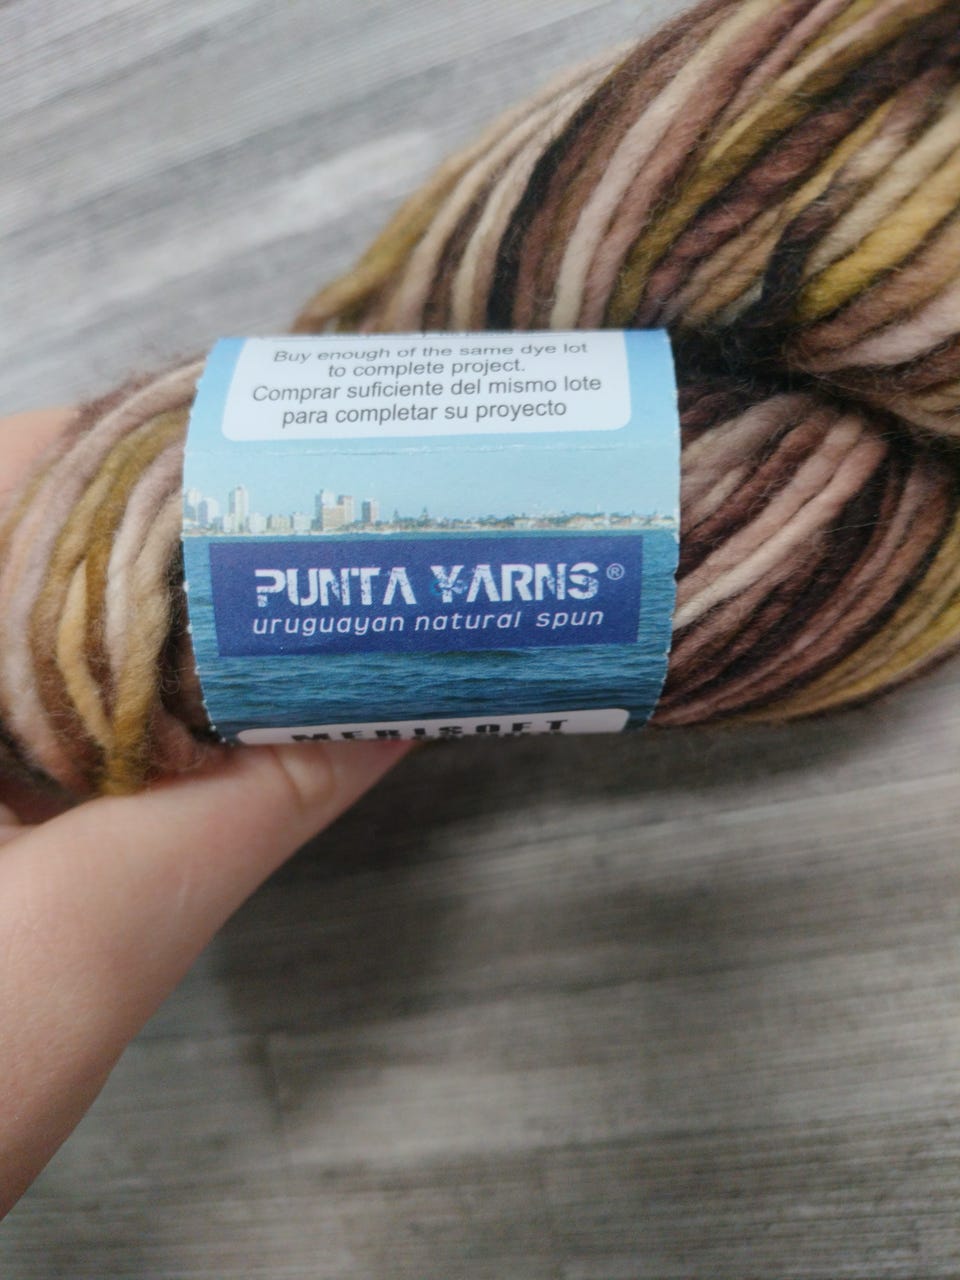 Buy enough of the same dye lot
to complete project.
Comprar suficiente del mismo lote
para completar su proyecto
PUNTA YARNS®
uruguayan natural spun
MERISOFT